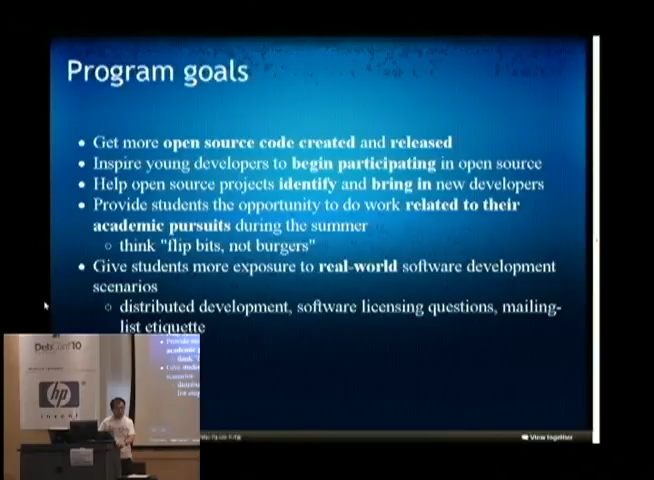 Program goals
• Get more open source code created and released
• Inspire young developers to begin participating in open source
• Help open source projects identify and bring in new developers
• Provide students the opportunity to do work related to their
academic pursuits during the summer
○ think "flip bits, not burgers"
• Give students more exposure to real-world software development
scenarios
○ distributed development, software licensing questions, mailing-
list etiquette
DebConf10
hp
invent
View together